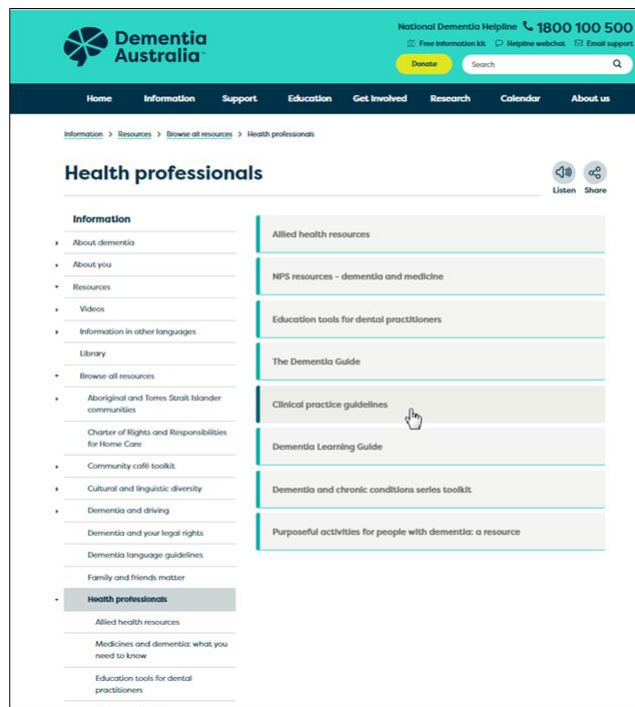 Dementia
Australia™
National Dementia Helpline 1800 100 500
Free information kit Helpline webchat Email support
Donate Search
Home Information Support Education Get involved Research Calendar About us
Information > Resources > Browse all resources > Health professionals
Health professionals
Listen Share
Information
About dementia
About you
Resources
Videos
Information in other languages
Library
Browse all resources
Aboriginal and Torres Strait Islander
communities
Charter of Rights and Responsibilities
for Home Care
Community café toolkit
Cultural and linguistic diversity
Dementia and driving
Dementia and your legal rights
Dementia language guidelines
Family and friends matter
Health professionals
Allied health resources
Medicines and dementia: what you
need to know
Education tools for dental
practitioners
Allied health resources
NPS resources - dementia and medicine
Education tools for dental practitioners
The Dementia Guide
Clinical practice guidelines
Dementia Learning Guide
Dementia and chronic conditions series toolkit
Purposeful activities for people with dementia: a resource